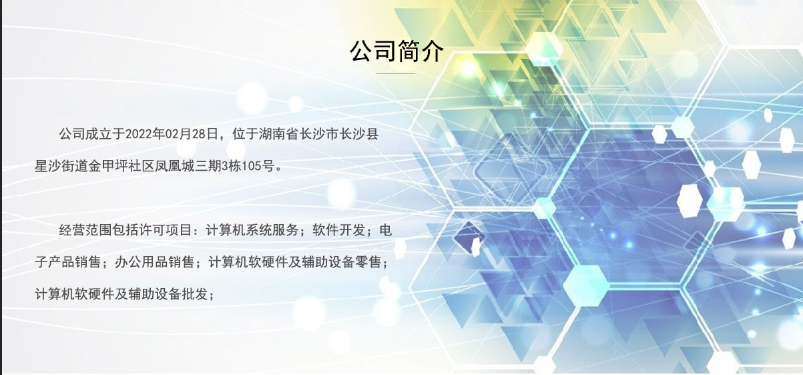 公司简介
公司成立于2022年02月28日，位于湖南省长沙市长沙县
星沙街道金甲坪社区凤凰城三期3栋105号。
经营范围包括许可项目：计算机系统服务；软件开发；电
子产品销售；办公用品销售；计算机软硬件及辅助设备零售；
计算机软硬件及辅助设备批发；